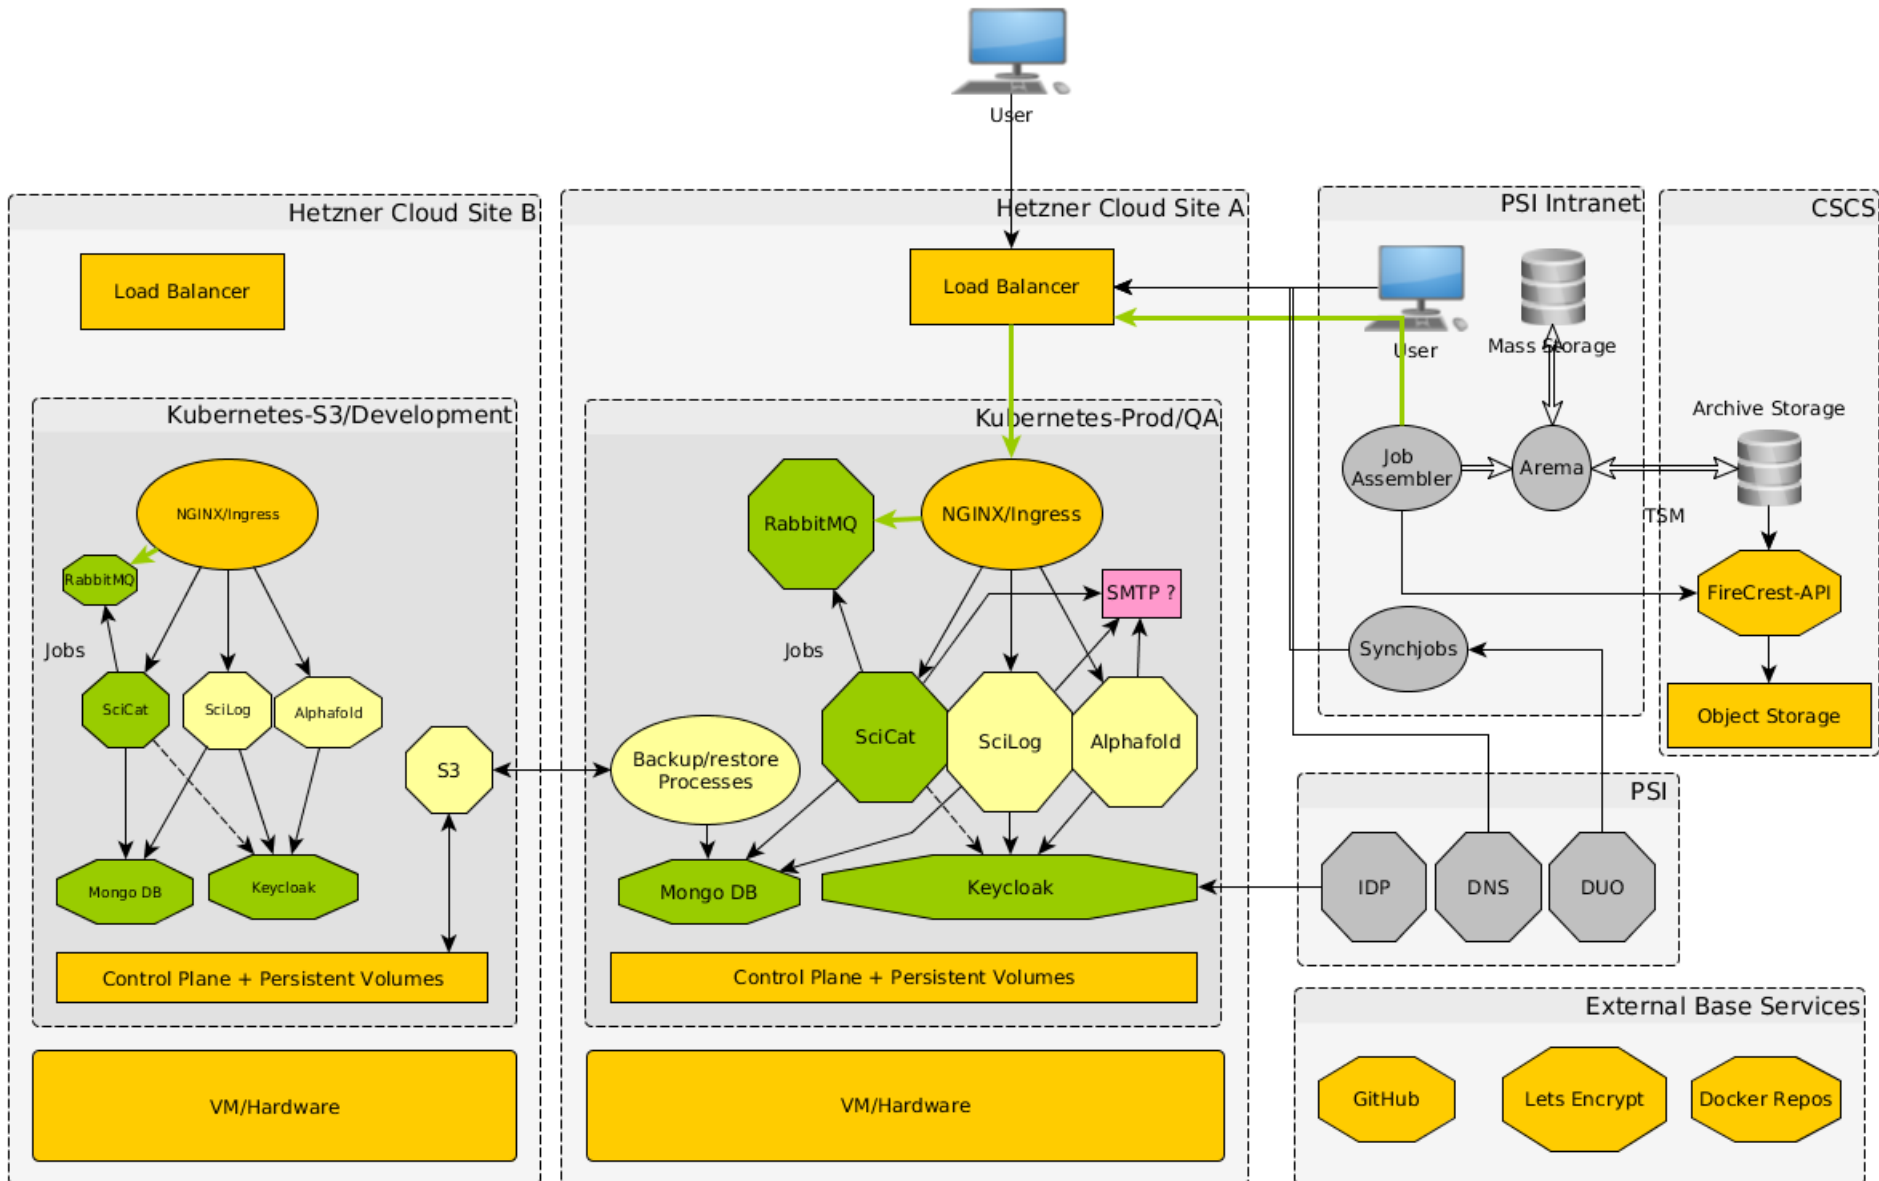 User
Hetzner Cloud Site B
Load Balancer
Kubernetes-S3/Development
NGINX/Ingress
RabbitMQ
Jobs
SciCat
SciLog
Alphafold
S3
Mongo DB
Keycloak
Control Plane + Persistent Volumes
VM/Hardware
Hetzner Cloud Site A
Load Balancer
Kubernetes-Prod/QA
RabbitMQ
NGINX/Ingress
SMTP ?
Jobs
SciCat
SciLog
Alphafold
Backup/restore
Processes
Mongo DB
Keycloak
Control Plane + Persistent Volumes
VM/Hardware
PSI Intranet
User
Mass Storage
Job
Assembler
Arema
TSM
Synchjobs
CSCS
Archive Storage
FireCrest-API
Object Storage
PSI
IDP
DNS
DUO
External Base Services
GitHub
Lets Encrypt
Docker Repos